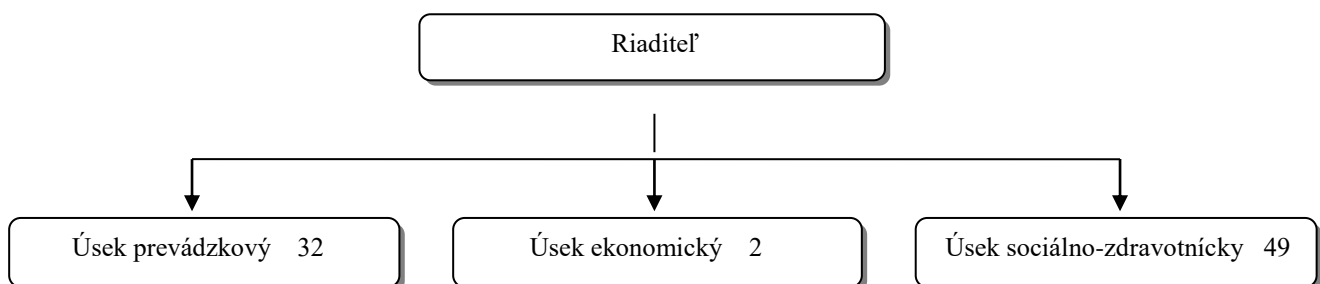 Riaditeľ
Úsek prevádzkový 32
Úsek ekonomický 2
Úsek sociálno-zdravotnícky 49